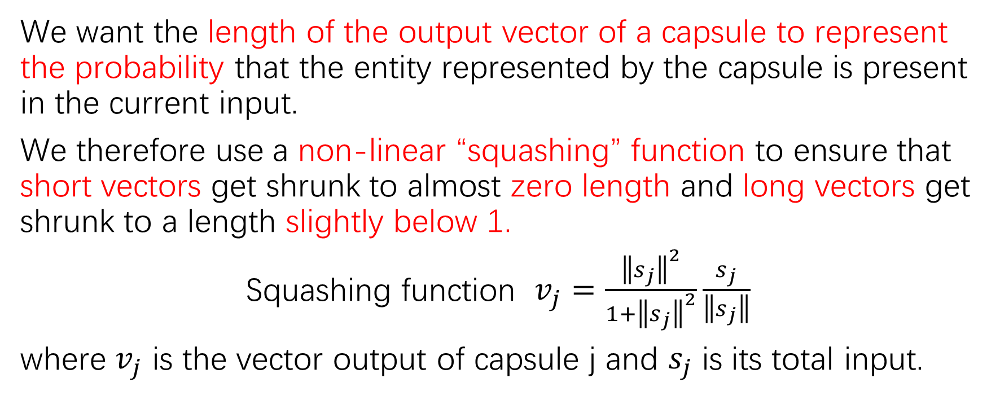 We want the length of the output vector of a capsule to represent
the probability that the entity represented by the capsule is present
in the current input.
We therefore use a non-linear “squashing” function to ensure that
short vectors get shrunk to almost zero length and long vectors get
shrunk to a length slightly below 1.
Squashing function $v_j = \frac{\|s_j\|^2}{1+\|s_j\|^2} \frac{s_j}{\|s_j\|}$
where $v_j$ is the vector output of capsule j and $s_j$ is its total input.